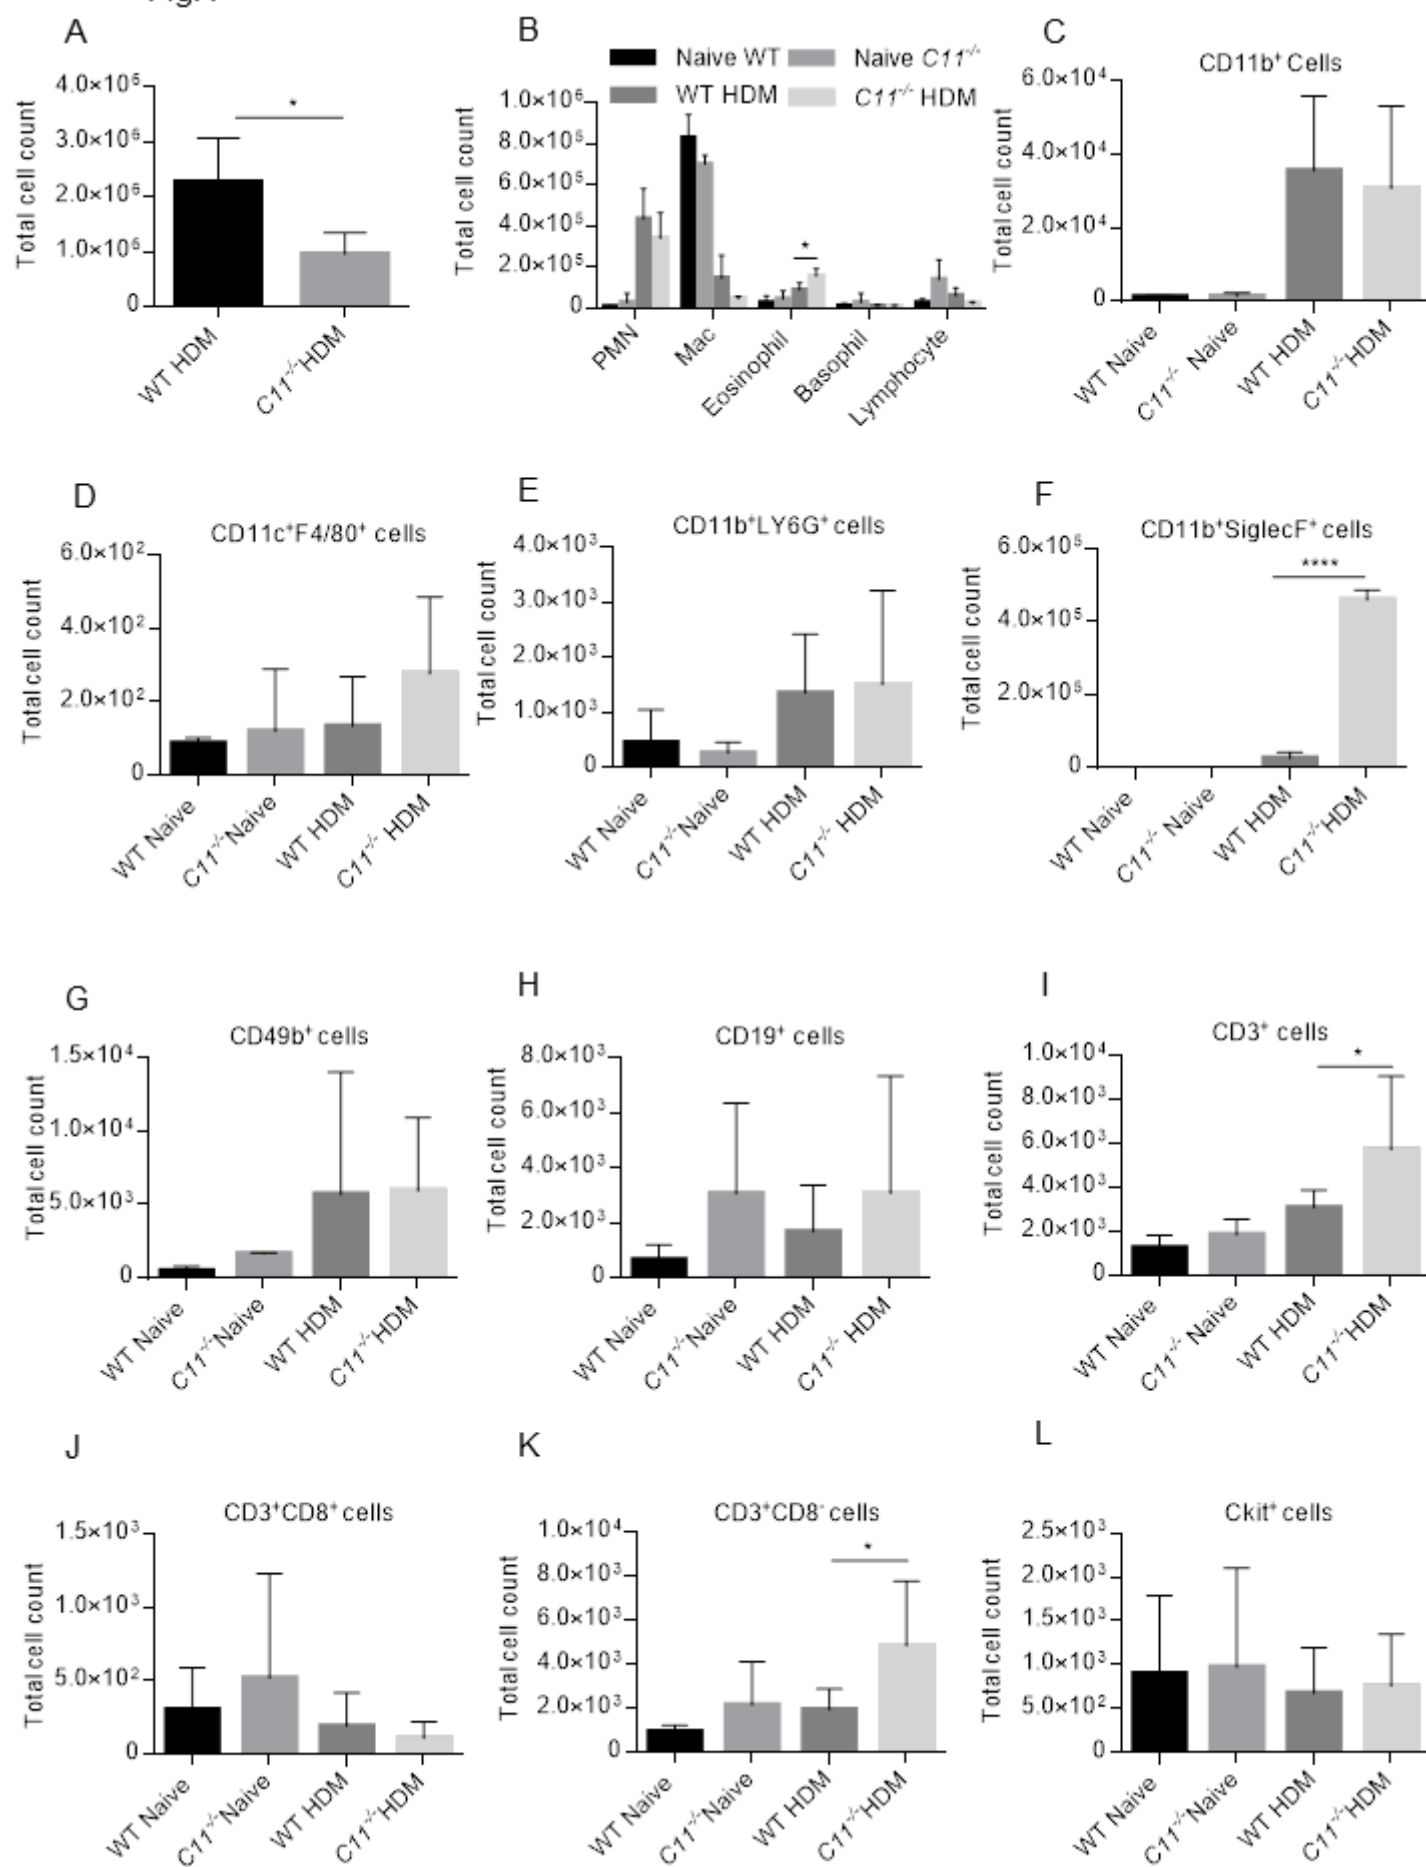 A
4.0×10⁶
3.0×10⁶
2.0×10⁶
1.0×10⁶
0
Total cell count
*
WT HDM
C11⁻/⁻HDM
B
Naive WT
Naive C11⁻/⁻
WT HDM
C11⁻/⁻ HDM
1.0×10⁶
8.0×10⁵
6.0×10⁵
4.0×10⁵
2.0×10⁵
0
Total cell count
*
PMN
Mac
Eosinophil
Basophil
Lymphocyte
C
CD11b⁺ Cells
6.0×10⁴
4.0×10⁴
2.0×10⁴
0
Total cell count
WT Naive
C11⁻/⁻ Naive
WT HDM
C11⁻/⁻HDM
D
CD11c⁺F4/80⁺ cells
6.0×10²
4.0×10²
2.0×10²
0
Total cell count
WT Naive
C11⁻/⁻Naive
WT HDM
C11⁻/⁻ HDM
E
CD11b⁺LY6G⁺ cells
4.0×10³
3.0×10³
2.0×10³
1.0×10³
0
Total cell count
WT Naive
C11⁻/⁻Naive
WT HDM
C11⁻/⁻ HDM
F
CD11b⁺SiglecF⁺ cells
6.0×10⁵
4.0×10⁵
2.0×10⁵
0
Total cell count
****
WT Naive
C11⁻/⁻ Naive
WT HDM
C11⁻/⁻HDM
G
CD49b⁺ cells
1.5×10⁴
1.0×10⁴
5.0×10³
0
Total cell count
WT Naive
C11⁻/⁻Naive
WT HDM
C11⁻/⁻HDM
H
CD19⁺ cells
8.0×10³
6.0×10³
4.0×10³
2.0×10³
0
Total cell count
WT Naive
C11⁻/⁻Naive
WT HDM
C11⁻/⁻ HDM
I
CD3⁺ cells
1.0×10⁴
8.0×10³
6.0×10³
4.0×10³
2.0×10³
0
Total cell count
*
WT Naive
C11⁻/⁻ Naive
WT HDM
C11⁻/⁻HDM
J
CD3⁺CD8⁺ cells
1.5×10³
1.0×10³
5.0×10²
0
Total cell count
WT Naive
C11⁻/⁻Naive
WT HDM
C11⁻/⁻HDM
K
CD3⁺CD8⁻ cells
1.0×10⁴
8.0×10³
6.0×10³
4.0×10³
2.0×10³
0
Total cell count
*
WT Naive
C11⁻/⁻Naive
WT HDM
C11⁻/⁻HDM
L
Ckit⁺ cells
2.5×10³
2.0×10³
1.5×10³
1.0×10³
5.0×10²
0
Total cell count
WT Naive
C11⁻/⁻Naive
WT HDM
C11⁻/⁻HDM